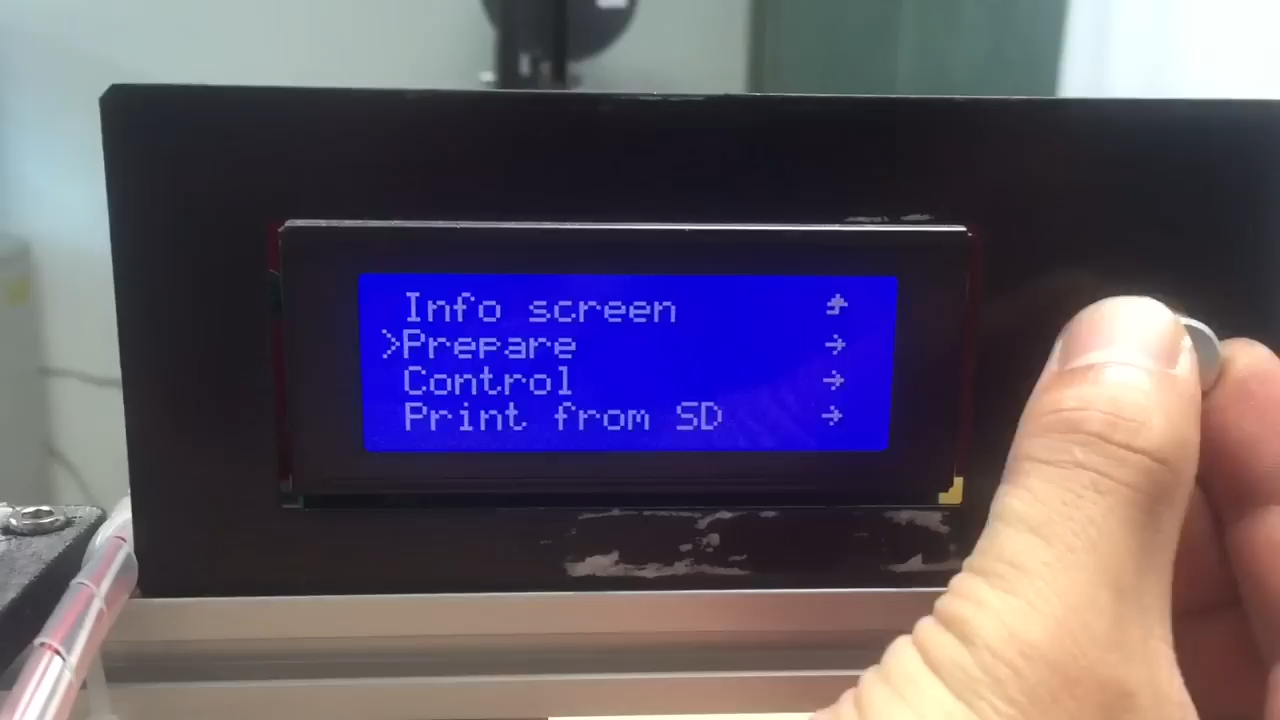 Info screen
>Prepare →
Control →
Print from SD →